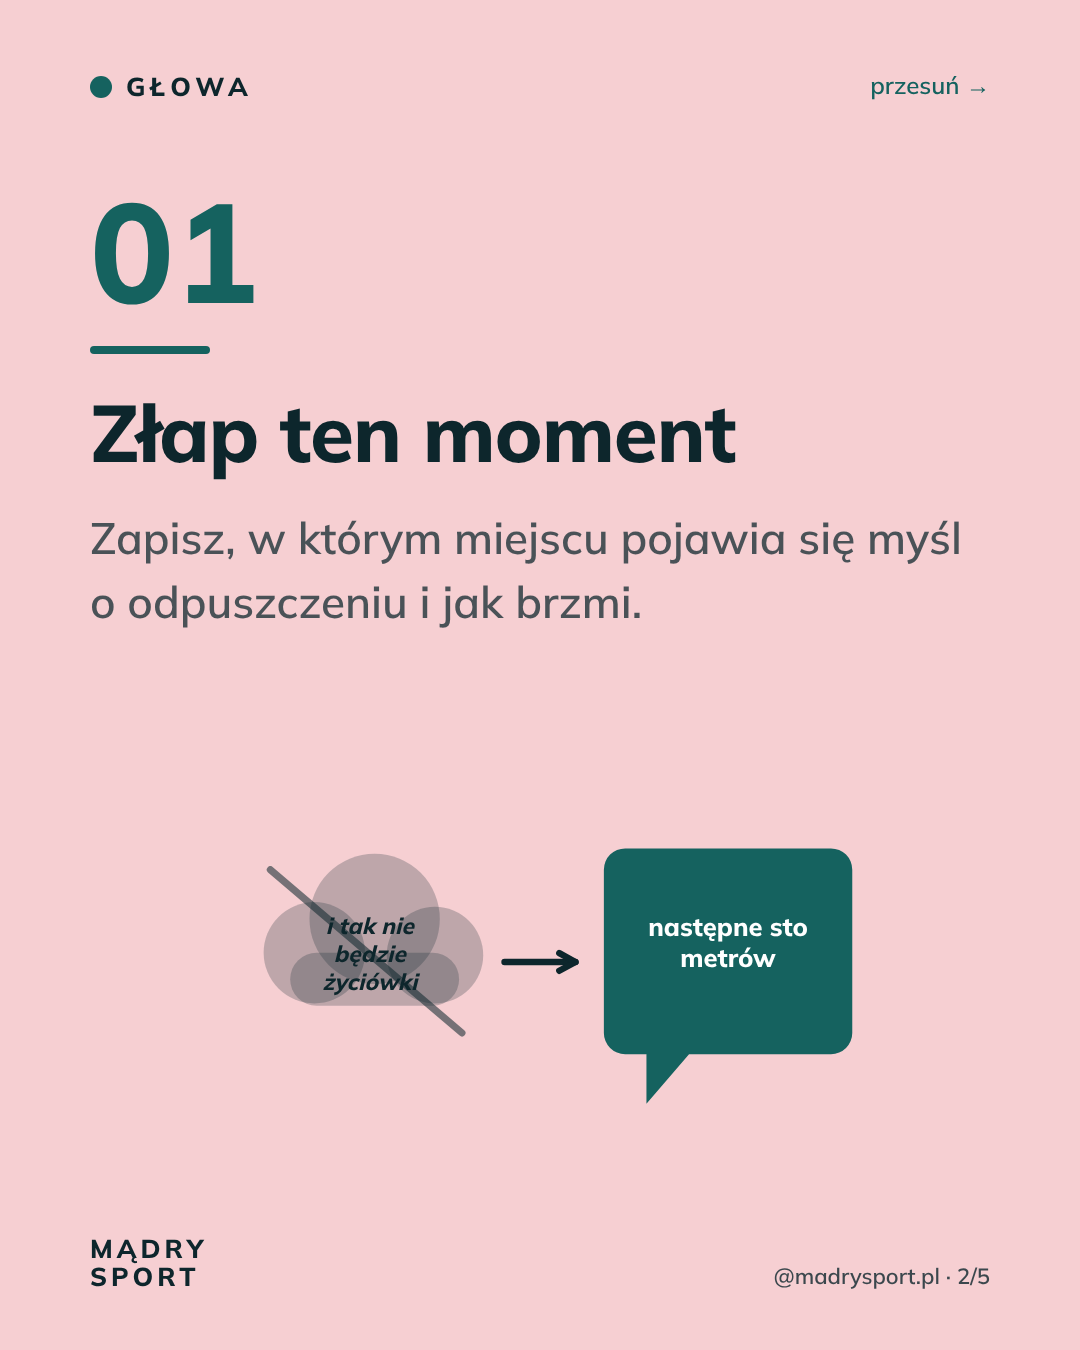 GŁOWA
przesuń →
01
Złap ten moment
Zapisz, w którym miejscu pojawia się myśl
o odpuszczeniu i jak brzmi.
i tak nie
będzie
życiówki
następne sto
metrów
MĄDRY
SPORT
@madrysport.pl · 2/5